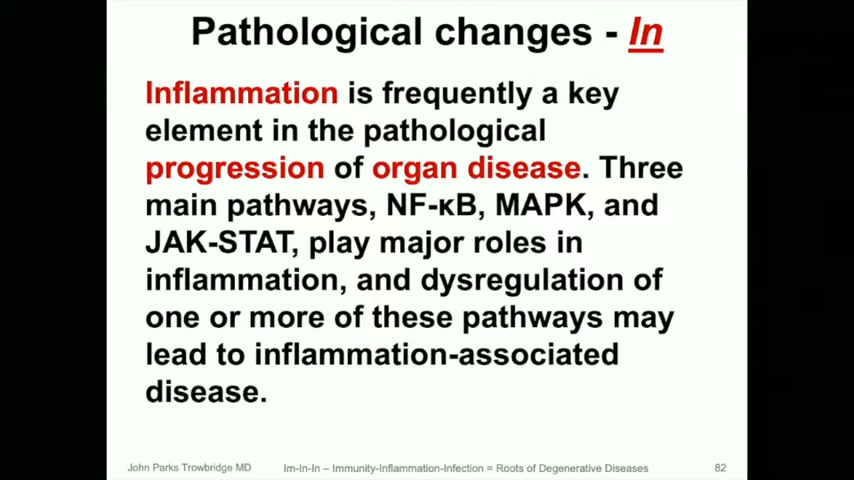 Pathological changes - In
Inflammation is frequently a key
element in the pathological
progression of organ disease. Three
main pathways, NF-κB, MAPK, and
JAK-STAT, play major roles in
inflammation, and dysregulation of
one or more of these pathways may
lead to inflammation-associated
disease.
John Parks Trowbridge MD Im-In-In – Immunity-Inflammation-Infection = Roots of Degenerative Diseases 82